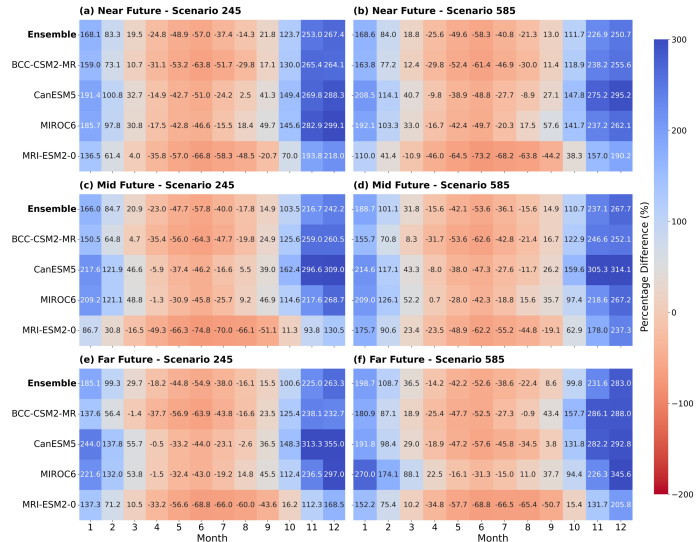 (a) Near Future - Scenario 245
Ensemble 168.1 83.3 19.5 -24.8 -48.9 -57.0 -37.4 -14.3 21.8 123.7 253.0 267.4
BCC-CSM2-MR 159.0 73.1 10.7 -31.1 -53.2 -63.8 -51.7 -29.8 17.1 130.0 265.4 264.1
CanESM5 191.4 100.8 32.7 -14.9 -42.7 -51.0 -24.2 2.5 41.3 149.4 269.8 288.3
MIROC6 185.7 97.8 30.8 -17.5 -42.8 -46.6 -15.5 18.4 49.7 145.6 282.9 299.1
MRI-ESM2-0 136.5 61.4 4.0 -35.8 -57.0 -66.8 -58.3 -48.5 -20.7 70.0 193.8 218.0
(b) Near Future - Scenario 585
168.6 84.0 18.8 -25.6 -49.6 -58.3 -40.8 -21.3 13.0 111.7 226.9 250.7
163.8 77.2 12.4 -29.8 -52.4 -61.4 -46.9 -30.0 11.4 118.9 238.2 255.6
208.5 114.1 40.7 -9.8 -38.9 -48.8 -27.7 -8.9 27.1 147.7 275.2 295.2
192.1 103.3 33.0 -16.7 -42.4 -49.7 -20.3 17.5 57.6 141.7 237.2 262.1
110.0 41.4 -10.9 -46.0 -64.5 -73.2 -68.2 -63.8 -44.2 38.3 157.0 190.2
(c) Mid Future - Scenario 245
Ensemble 166.0 84.7 20.9 -23.0 -47.7 -57.8 -40.0 -17.8 14.9 103.5 216.7 242.2
BCC-CSM2-MR 150.5 64.8 4.7 -35.4 -56.0 -64.3 -47.7 -19.8 24.9 125.6 259.0 260.5
CanESM5 217.6 121.9 46.6 -5.9 -37.4 -46.2 -16.6 5.5 39.0 162.4 296.6 309.0
MIROC6 209.2 121.1 48.8 -1.3 -30.9 -45.8 -25.7 9.2 46.9 114.6 217.6 268.7
MRI-ESM2-0 86.7 30.8 -16.5 -49.3 -66.3 -74.8 -70.0 -66.1 -51.1 11.3 93.8 130.5
(d) Mid Future - Scenario 585
188.7 101.1 31.8 -15.6 -42.1 -53.6 -36.1 -15.6 14.9 110.7 237.1 267.7
155.7 70.8 8.3 -31.7 -53.6 -62.6 -42.9 -21.4 16.7 122.9 246.6 252.1
214.6 117.1 43.3 -8.0 -38.0 -47.3 -27.6 -11.7 26.2 159.6 305.3 314.1
209.0 126.1 52.2 0.7 -28.0 -42.3 -18.8 15.6 35.7 97.4 218.6 267.2
175.7 90.6 23.4 -23.5 -48.9 -62.2 -55.2 -44.8 -19.1 62.9 178.0 237.3
(e) Far Future - Scenario 245
Ensemble 185.1 99.3 29.7 -18.2 -44.8 -54.9 -38.0 -16.1 15.5 100.6 225.0 263.3
BCC-CSM2-MR 137.6 56.4 -1.4 -37.7 -56.9 -63.9 -43.8 -16.6 23.5 125.4 238.1 232.7
CanESM5 244.0 137.8 55.7 -0.5 -33.2 -44.0 -23.1 -2.6 36.5 148.3 313.3 355.0
MIROC6 221.6 132.0 53.8 -1.5 -32.4 -43.0 -19.2 14.8 45.5 112.4 236.5 297.0
MRI-ESM2-0 137.3 71.2 10.5 -33.2 -56.6 -68.8 -66.0 -60.0 -43.6 16.2 112.3 168.5
1 2 3 4 5 6 7 8 9 10 11 12
Month
(f) Far Future - Scenario 585
198.7 108.7 36.5 -14.2 -42.2 -52.6 -38.6 -22.4 8.6 99.8 231.6 283.0
180.9 87.1 18.9 -25.4 -47.7 -52.5 -27.3 -0.9 43.4 157.7 286.1 288.0
191.8 98.4 29.0 -18.9 -47.2 -57.6 -45.8 -34.5 3.8 131.8 282.2 292.8
270.0 174.1 88.1 22.5 -16.1 -31.3 -15.0 11.0 37.7 94.4 226.3 345.6
152.2 75.4 10.2 -34.8 -57.7 -68.8 -66.5 -65.4 -50.7 15.4 131.7 205.8
1 2 3 4 5 6 7 8 9 10 11 12
Month
300
200
100
0
−100
−200
Percentage Difference (%)